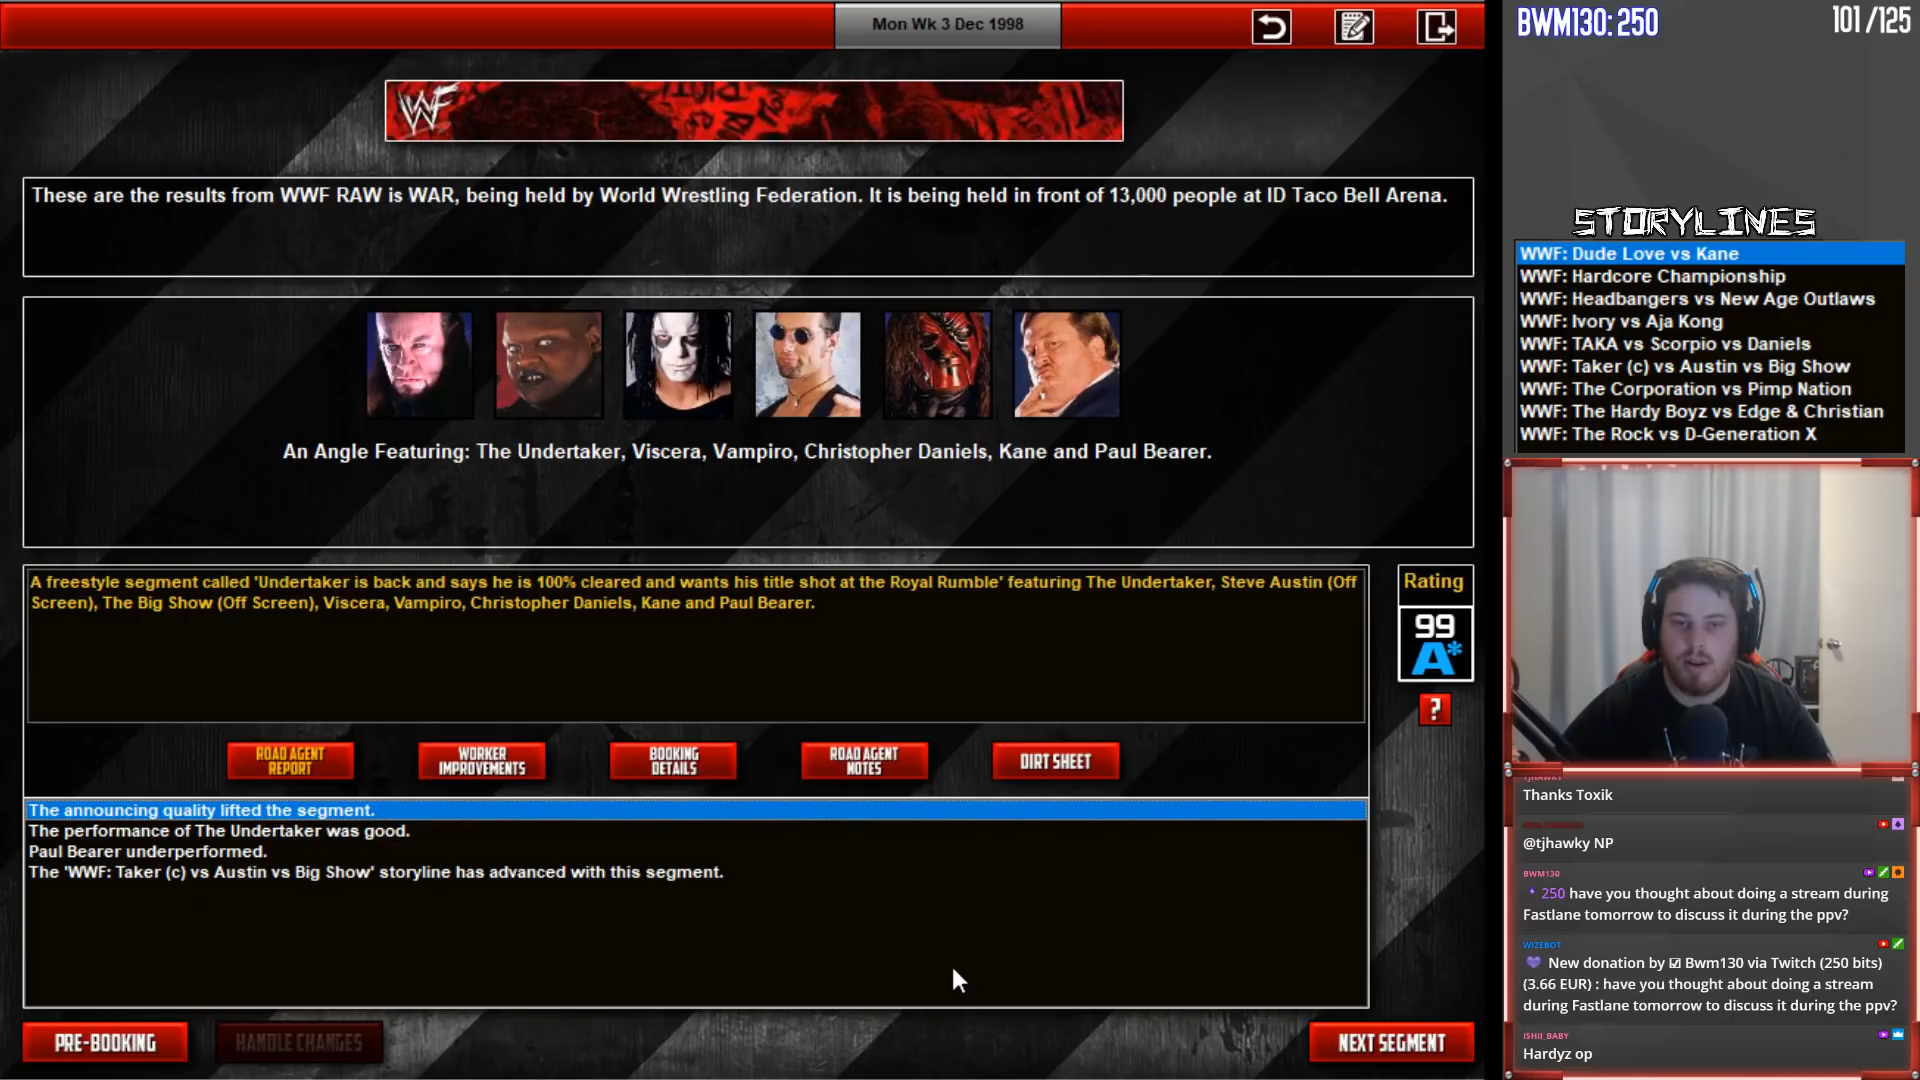 Mon Wk 3 Dec 1998
WWF
These are the results from WWF RAW is WAR, being held by World Wrestling Federation. It is being held in front of 13,000 people at ID Taco Bell Arena.
An Angle Featuring: The Undertaker, Viscera, Vampiro, Christopher Daniels, Kane and Paul Bearer.
A freestyle segment called 'Undertaker is back and says he is 100% cleared and wants his title shot at the Royal Rumble' featuring The Undertaker, Steve Austin (Off
Screen), The Big Show (Off Screen), Viscera, Vampiro, Christopher Daniels, Kane and Paul Bearer.
Rating
99
A*
?
ROAD AGENT
REPORT
WORKER
IMPROVEMENTS
BOOKING
DETAILS
ROAD AGENT
NOTES
DIRT SHEET
The announcing quality lifted the segment.
The performance of The Undertaker was good.
Paul Bearer underperformed.
The 'WWF: Taker (c) vs Austin vs Big Show' storyline has advanced with this segment.
PRE-BOOKING
HANDLE CHANGES
NEXT SEGMENT
BWM130: 250
101 /125
STORYLINES
WWF: Dude Love vs Kane
WWF: Hardcore Championship
WWF: Headbangers vs New Age Outlaws
WWF: Ivory vs Aja Kong
WWF: TAKA vs Scorpio vs Daniels
WWF: Taker (c) vs Austin vs Big Show
WWF: The Corporation vs Pimp Nation
WWF: The Hardy Boyz vs Edge & Christian
WWF: The Rock vs D-Generation X
Thanks Toxik
@tjhawky NP
BWM130
250 have you thought about doing a stream during
Fastlane tomorrow to discuss it during the ppv?
WIZEBOT
New donation by ☑ Bwm130 via Twitch (250 bits)
(3.66 EUR) : have you thought about doing a stream
during Fastlane tomorrow to discuss it during the ppv?
ISHII_BABY
Hardyz op